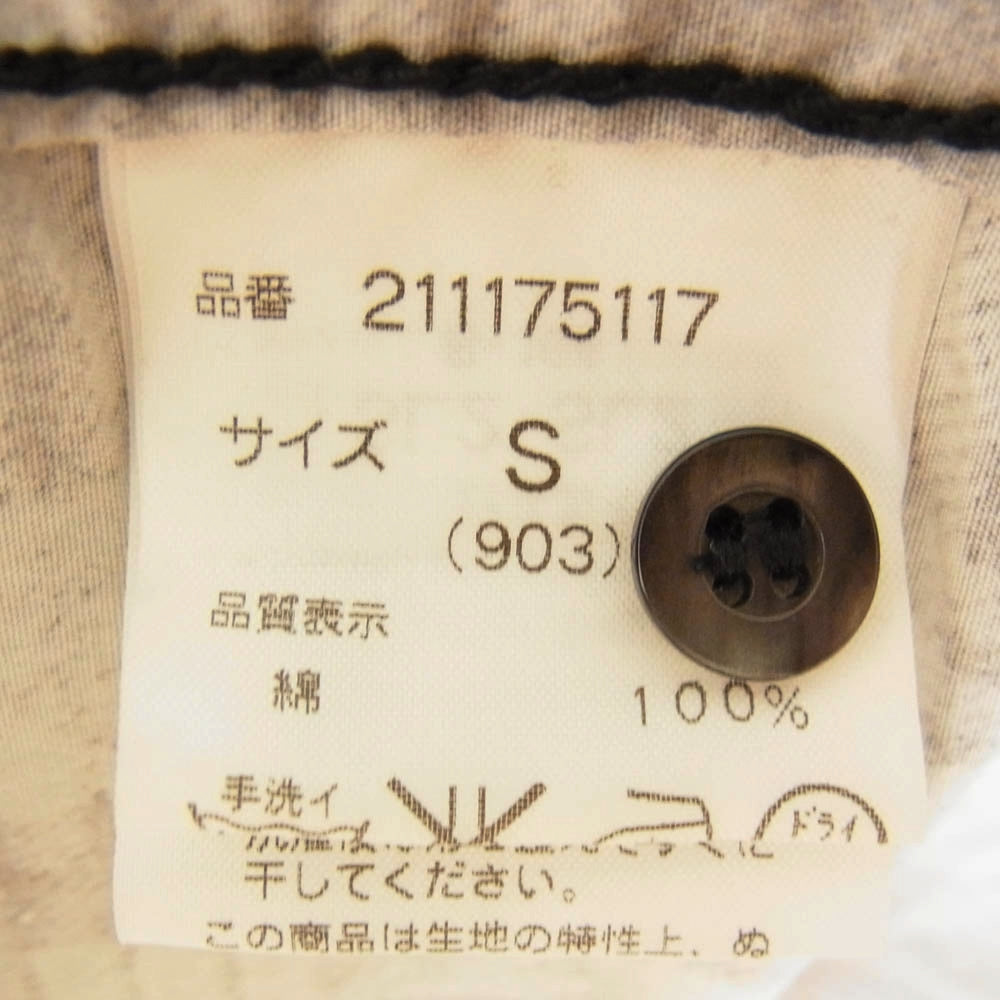 品番 211175117
サイズ S
(903)
品質表示
綿 100%
手洗イ ドライ
干してください。
この商品は生地の特性上、ぬ